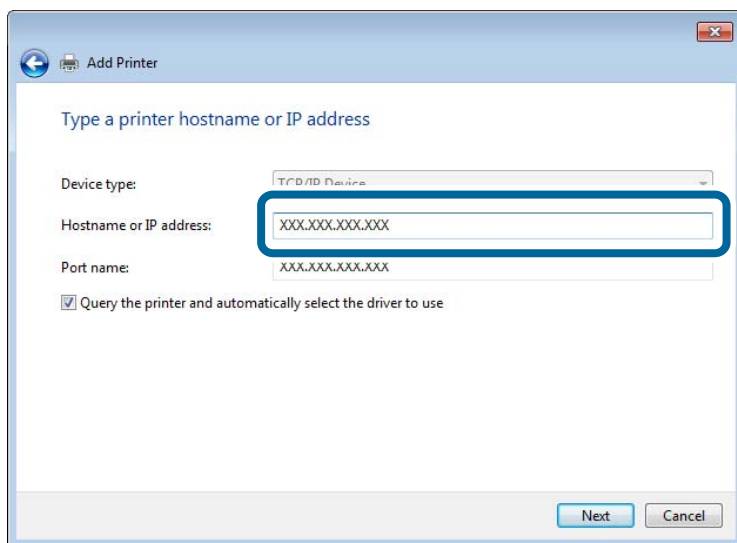 Add Printer
Type a printer hostname or IP address
Device type: TCP/IP Device
Hostname or IP address: XXX.XXX.XXX.XXX
Port name: XXX.XXX.XXX.XXX
Query the printer and automatically select the driver to use
Next Cancel